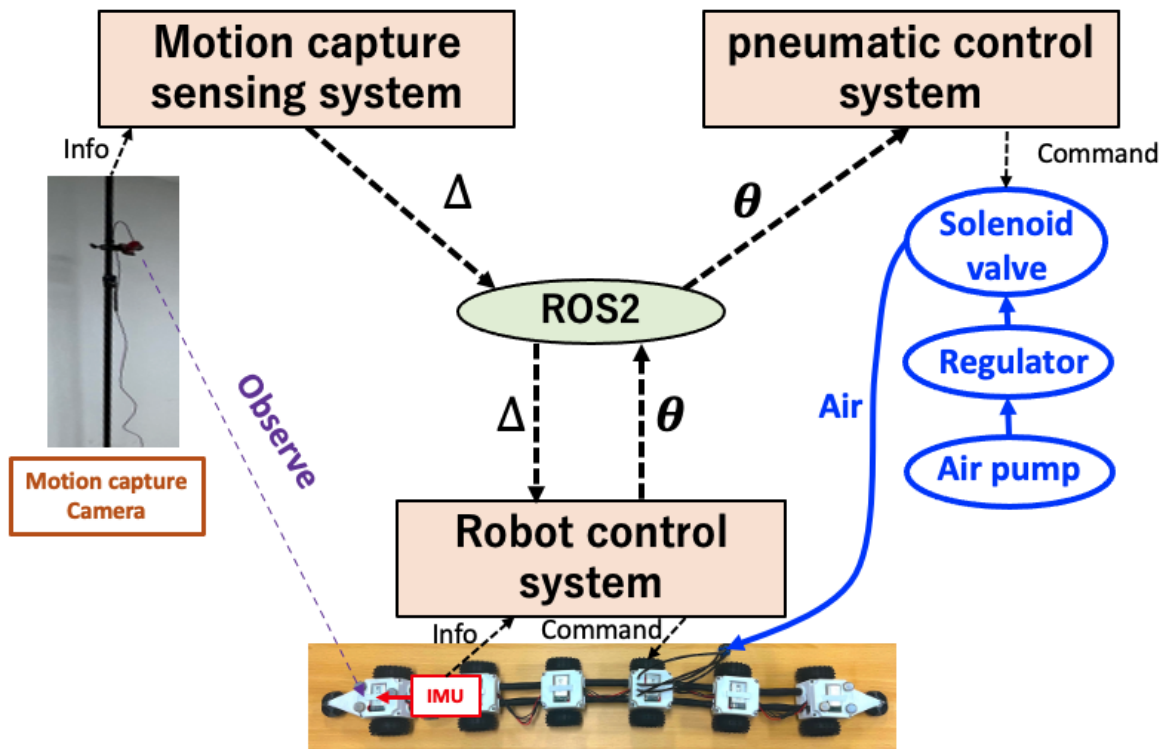 Motion capture
sensing system
pneumatic control
system
Info
Command
Δ
θ
Solenoid
valve
ROS2
Regulator
Observe
Δ
θ
Air
Air pump
Motion capture
Camera
Robot control
system
Info
Command
IMU